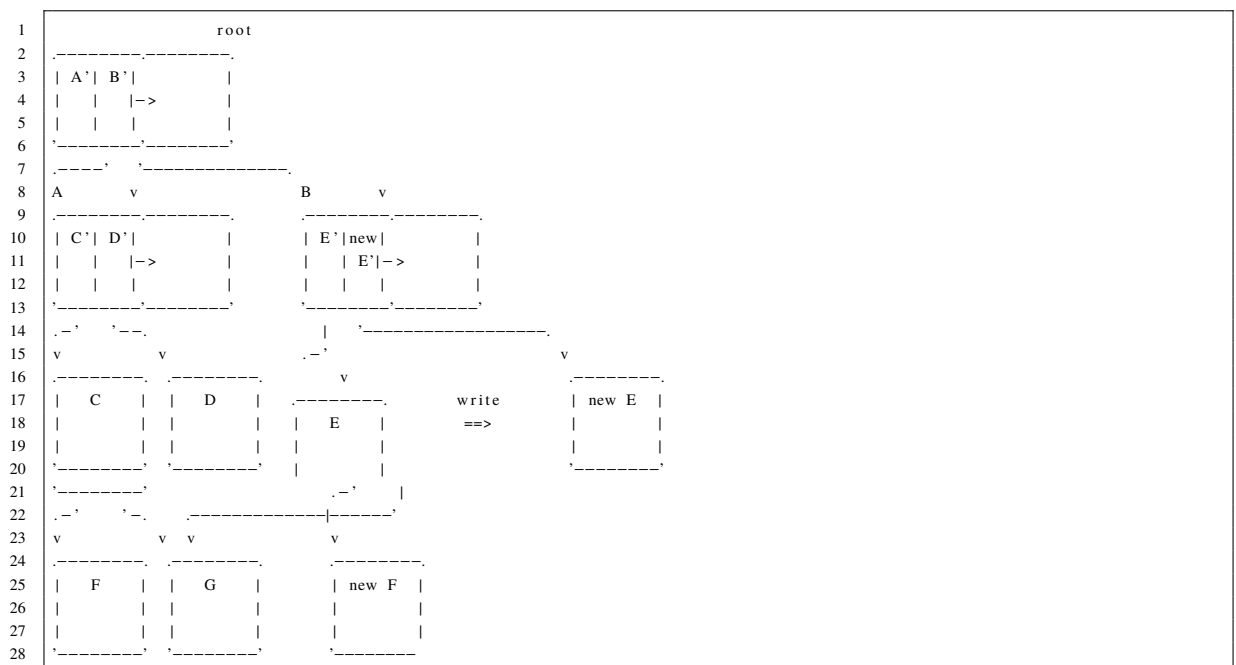 1 root
2 .--------.--------.
3 | A'| B'|         |
4 |   |   |->       |
5 |   |   |         |
6 '--------'--------'
7 .----'   '--------------.
8 A       v               B       v
9 .--------.--------.       .--------.--------.
10 | C'| D'|         |       | E'|new|         |
11 |   |   |->       |       |   | E'|->       |
12 |   |   |         |       |   |   |         |
13 '--------'--------'       '--------'--------'
14 .-'   '--.                  |   '------------------.
15 v          v              .-'                        v
16 .--------.  .--------.        v                      .--------.
17 |   C    |  |   D    |   .--------.       write      | new E  |
18 |        |  |        |   |   E    |        ==>       |        |
19 |        |  |        |   |        |                  |        |
20 '--------'  '--------'   |        |                  '--------'
21 '--------'                   .-'     |
22 .-'    '-.    .-------------|------'
23 v          v  v              v
24 .--------.  .--------.       .--------.
25 |   F    |  |   G    |       | new F  |
26 |        |  |        |       |        |
27 |        |  |        |       |        |
28 '--------'  '--------'       '--------